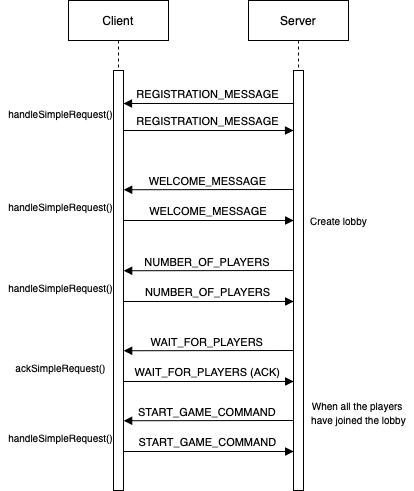 Client
Server
REGISTRATION_MESSAGE
handleSimpleRequest()
REGISTRATION_MESSAGE
WELCOME_MESSAGE
handleSimpleRequest()
WELCOME_MESSAGE
Create lobby
NUMBER_OF_PLAYERS
handleSimpleRequest()
NUMBER_OF_PLAYERS
WAIT_FOR_PLAYERS
ackSimpleRequest()
WAIT_FOR_PLAYERS (ACK)
START_GAME_COMMAND
When all the players
have joined the lobby
handleSimpleRequest()
START_GAME_COMMAND